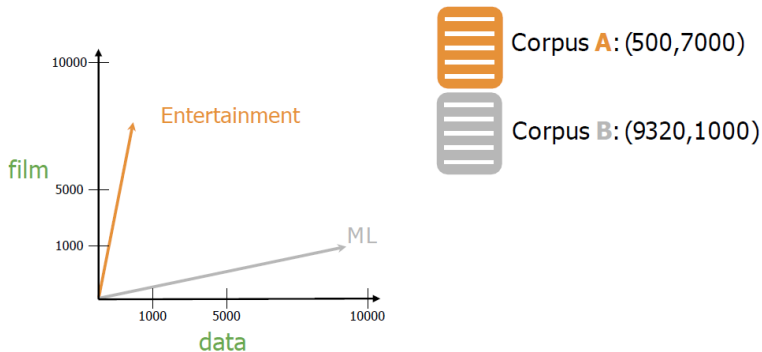 Corpus A: (500,7000)
Corpus B: (9320,1000)
10000
Entertainment
film
5000
1000
ML
1000 5000 10000
data